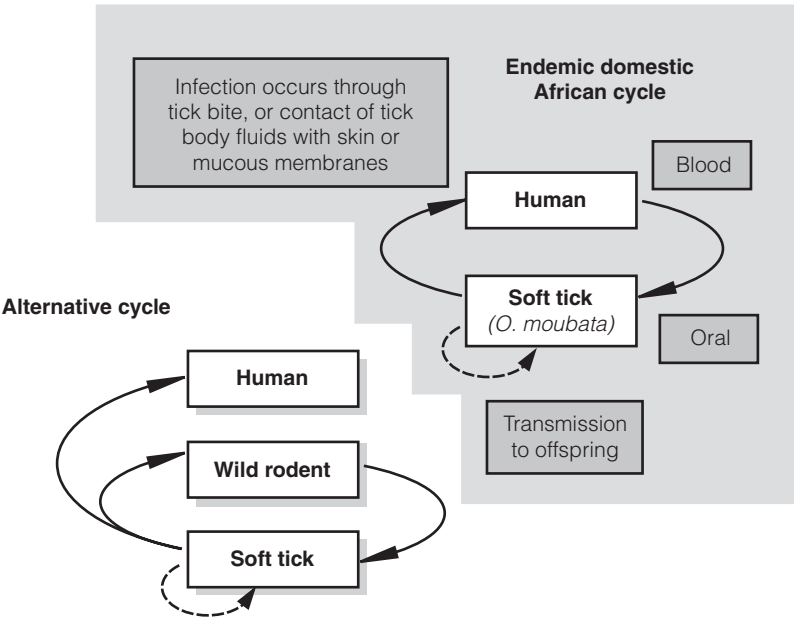 Endemic domestic
African cycle
Infection occurs through
tick bite, or contact of tick
body fluids with skin or
mucous membranes
Blood
Human
Soft tick
(O. moubata)
Oral
Transmission
to offspring
Alternative cycle
Human
Wild rodent
Soft tick